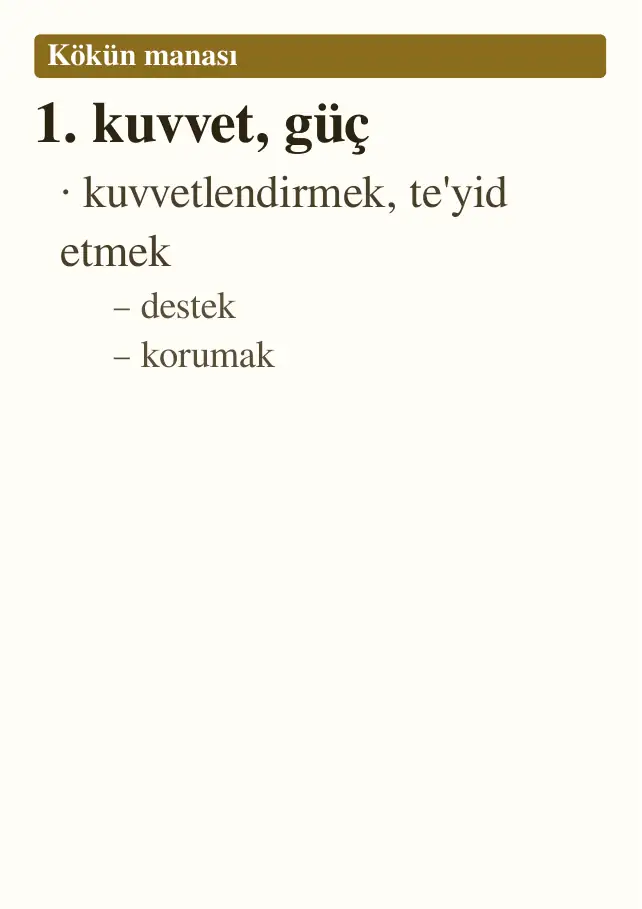 Kökün manası
1. kuvvet, güç
· kuvvetlendirmek, te'yid
etmek
– destek
– korumak